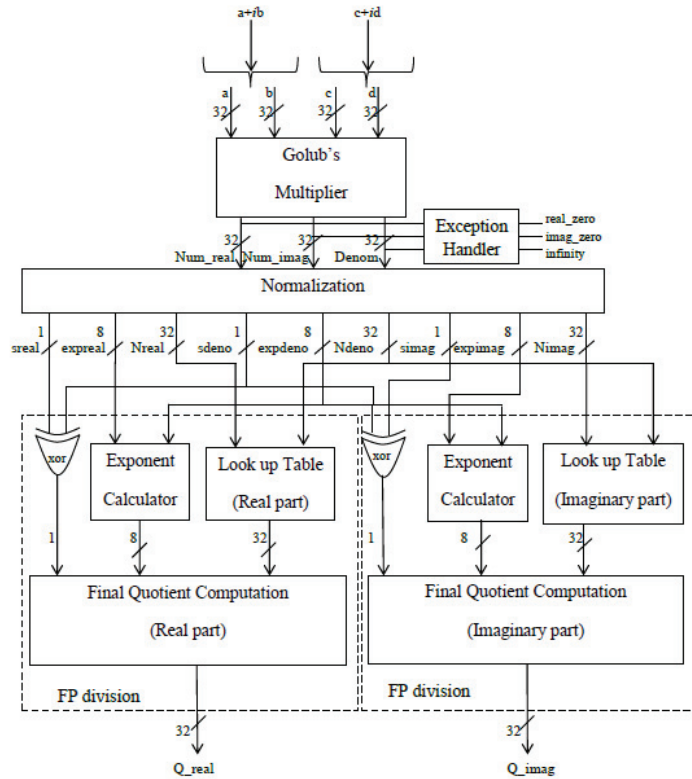 a+ib c+id
a b c d
32 32 32 32
Golub's
Multiplier
Exception
Handler
real_zero
imag_zero
infinity
32 32 32
Num_real Num_imag Denom
Normalization
1 8 32 1 8 32 1 8 32
sreal expreal Nreal sdeno expdeno Ndeno simag expimag Nimag
xor
Exponent
Calculator
Look up Table
(Real part)
xor
Exponent
Calculator
Look up Table
(Imaginary part)
1 8 32 1 8 32
Final Quotient Computation
(Real part)
Final Quotient Computation
(Imaginary part)
FP division FP division
32 32
Q_real Q_imag